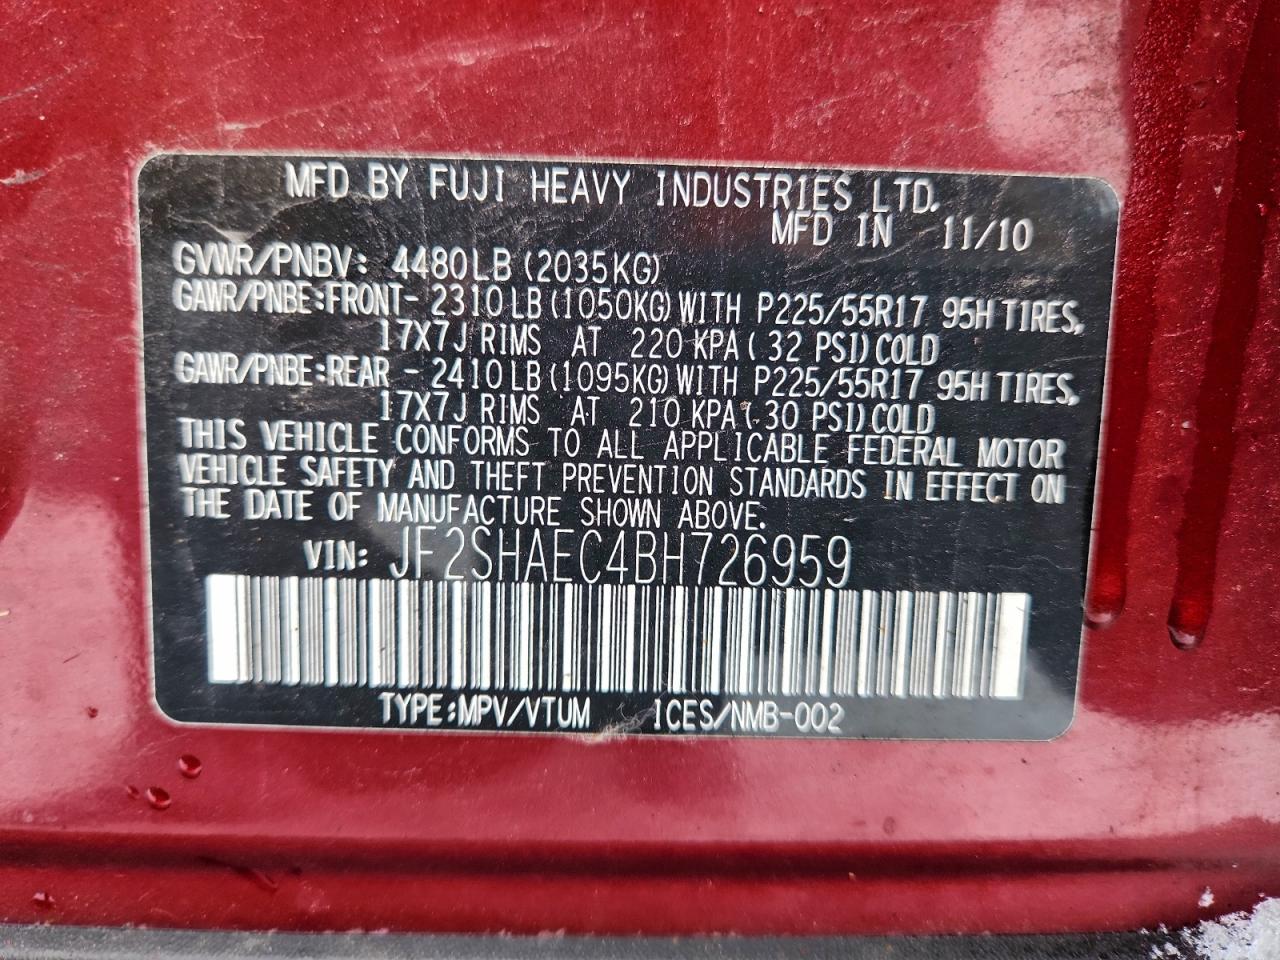 MFD BY FUJI HEAVY INDUSTRIES LTD.
MFD IN 11/10
GVWR/PNBV: 4480LB (2035KG)
GAWR/PNBE:FRONT- 2310LB (1050KG) WITH P225/55R17 95H TIRES,
17X7J RIMS AT 220 KPA ( 32 PSI) COLD
GAWR/PNBE:REAR - 2410LB (1095KG) WITH P225/55R17 95H TIRES,
17X7J RIMS AT 210 KPA ( 30 PSI) COLD
THIS VEHICLE CONFORMS TO ALL APPLICABLE FEDERAL MOTOR
VEHICLE SAFETY AND THEFT PREVENTION STANDARDS IN EFFECT ON
THE DATE OF MANUFACTURE SHOWN ABOVE.
VIN: JF2SHAEC4BH726959
TYPE:MPV/VTUM ICES/NMB-002